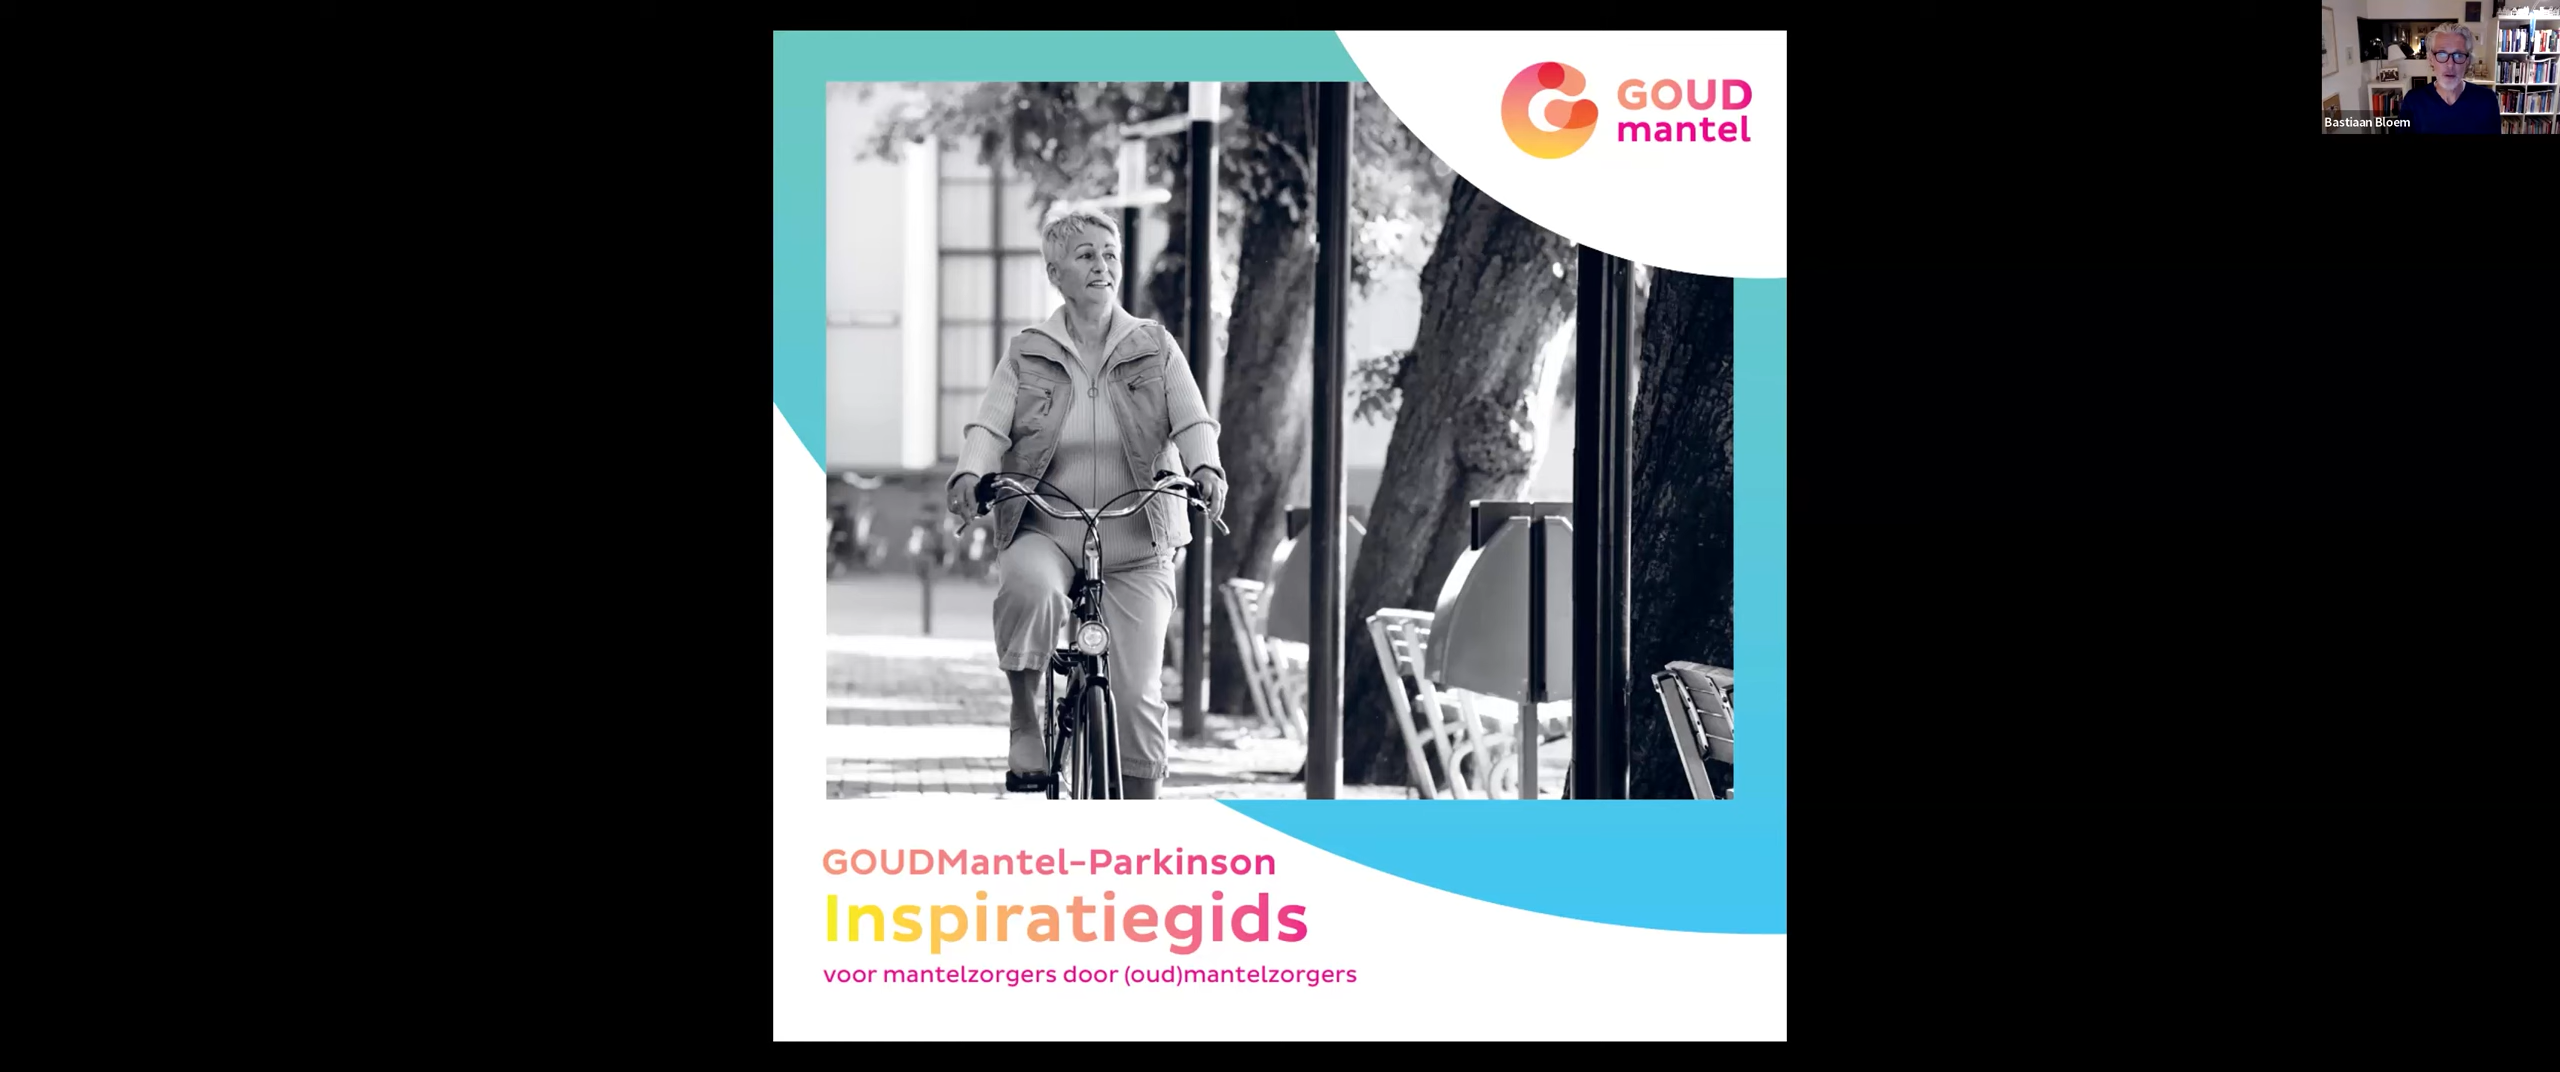 GOUD
mantel
Bastiaan Bloem
GOUDMantel-Parkinson
Inspiratiegids
voor mantelzorgers door (oud)mantelzorgers